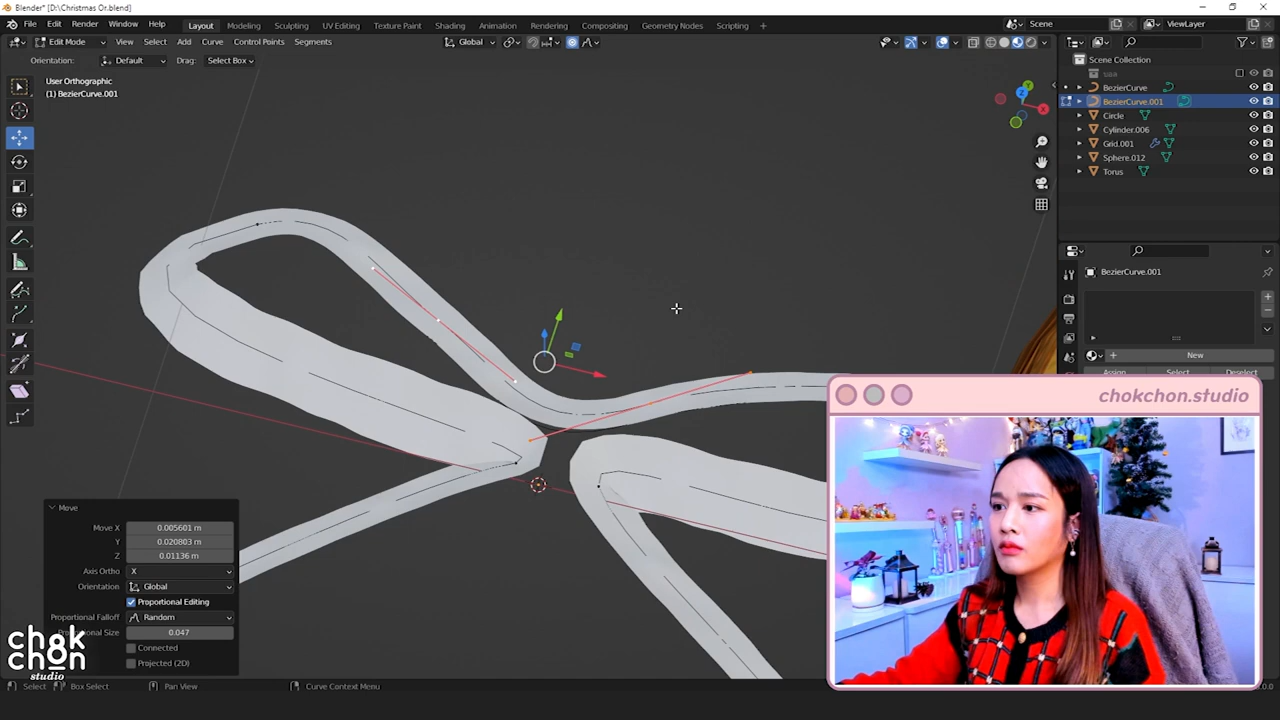 Blender* [D:\Christmas Or.blend]
File Edit Render Window Help Layout Modeling Sculpting UV Editing Texture Paint Shading Animation Rendering Compositing Geometry Nodes Scripting + Scene ViewLayer
Edit Mode View Select Add Curve Control Points Segments Global
Orientation: Default Drag: Select Box
User Orthographic
(1) BezierCurve.001
Scene Collection
BezierCurve
BezierCurve.001
Circle
Cylinder.006
Grid.001
Sphere.012
Torus
BezierCurve.001
New
Assign Select Deselect
chokchon.studio
Move
Move X 0.005601 m
Y 0.020803 m
Z 0.01136 m
Axis Ortho X
Orientation Global
Proportional Editing
Proportional Falloff Random
Proportional Size 0.047
Connected
Projected (2D)
chokchon
studio
Select Box Select Pan View Curve Context Menu